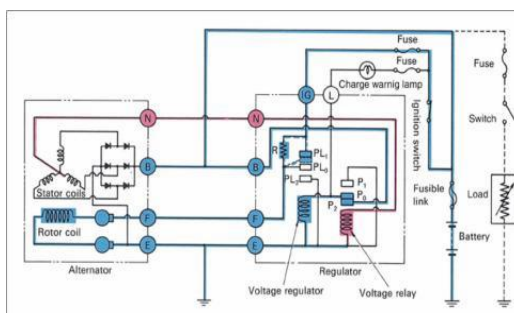 Fuse
Fuse
Fuse
IG
L
Charge warnig lamp
Ignition switch
Switch
N
N
R
PL₁
PL₀
PL₂
B
B
P₁
P₀
P₂
Stator coils
Fusible
link
Load
F
F
Rotor coil
Battery
E
E
Alternator
Regulator
Voltage regulator
Voltage relay